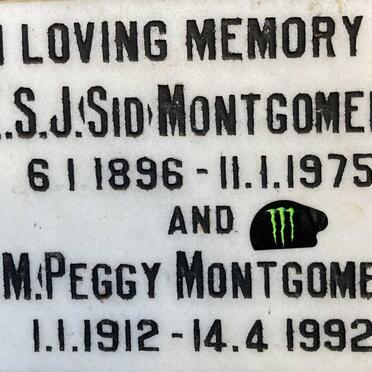 N LOVING MEMORY
.S.J.(SID) MONTGOME
6 1 1896 - 11.1.1975
AND
M(PEGGY MONTGOME
1.1.1912 - 14.4 1992